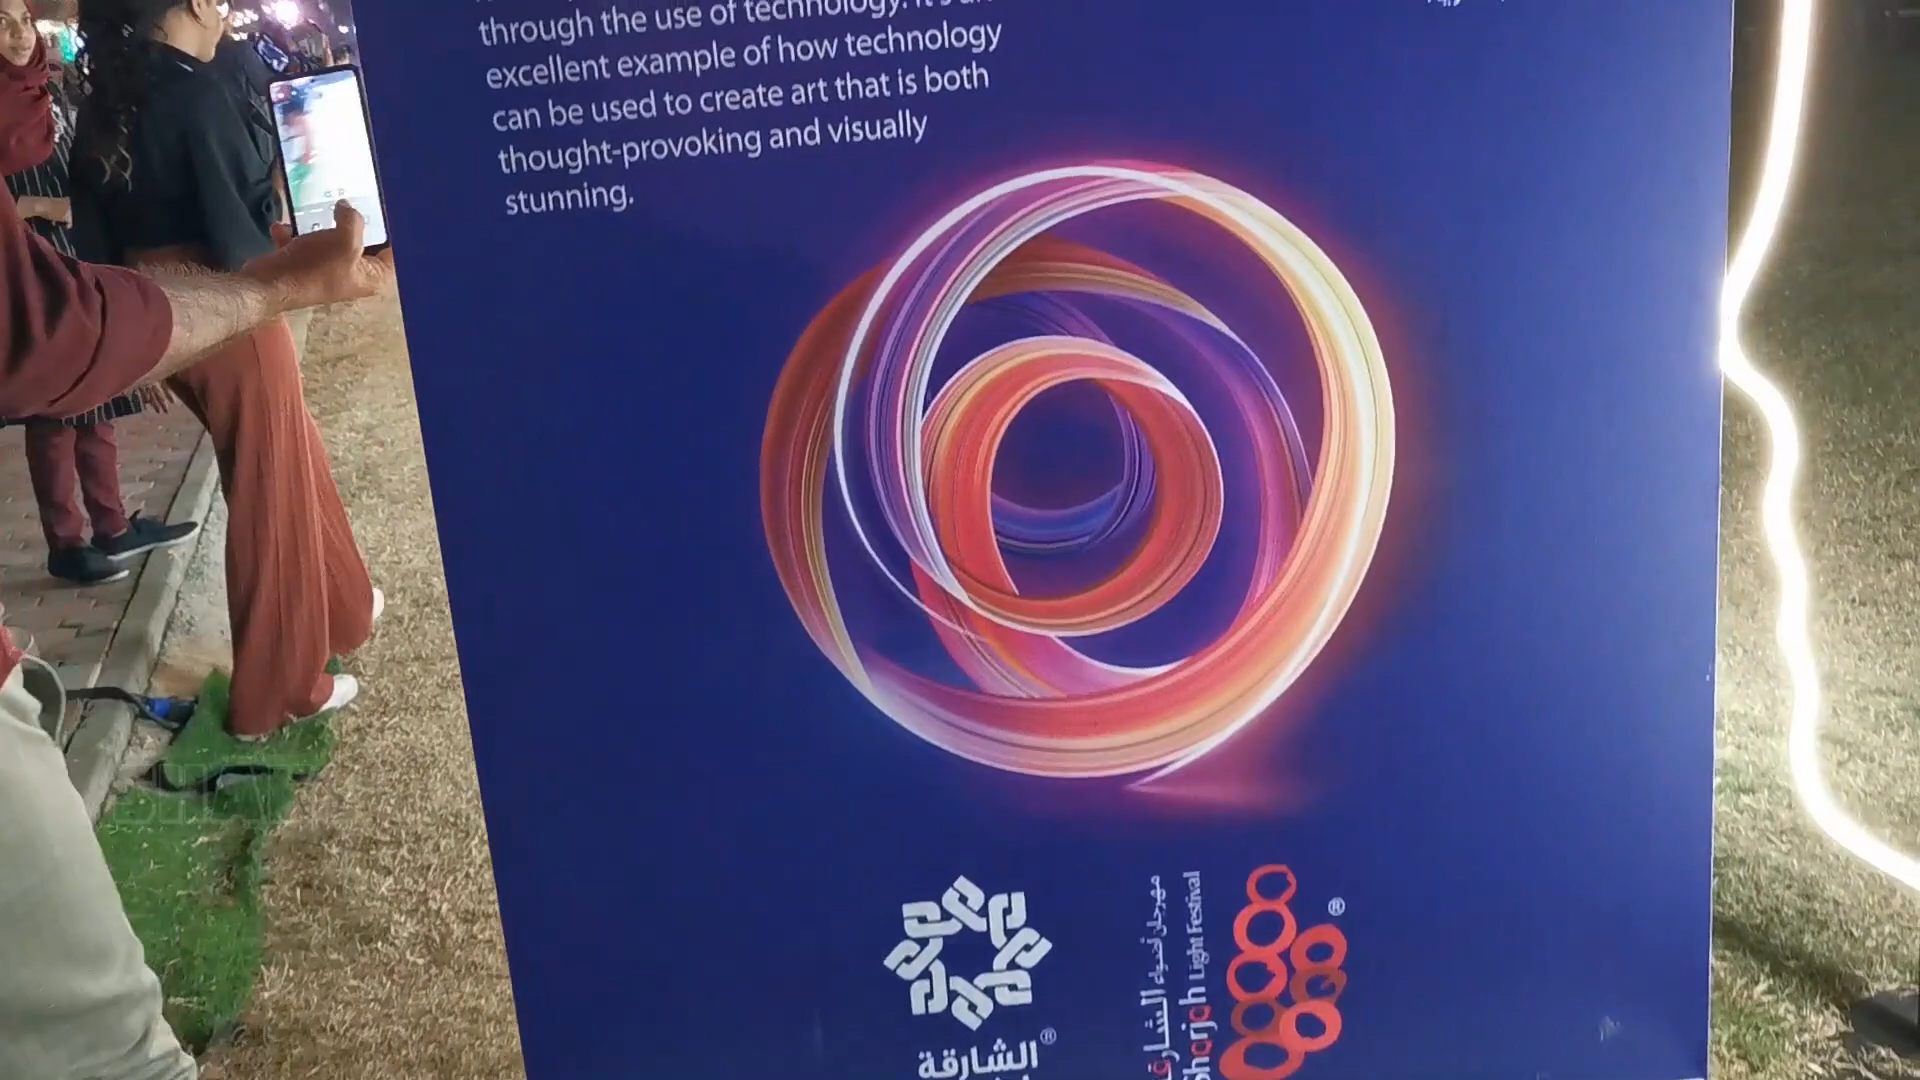 through the use of technology. It's an
excellent example of how technology
can be used to create art that is both
thought-provoking and visually
stunning.
الشارقة
®
مهرجان أضواء الشارقة
Sharjah Light Festival
®
BHAT